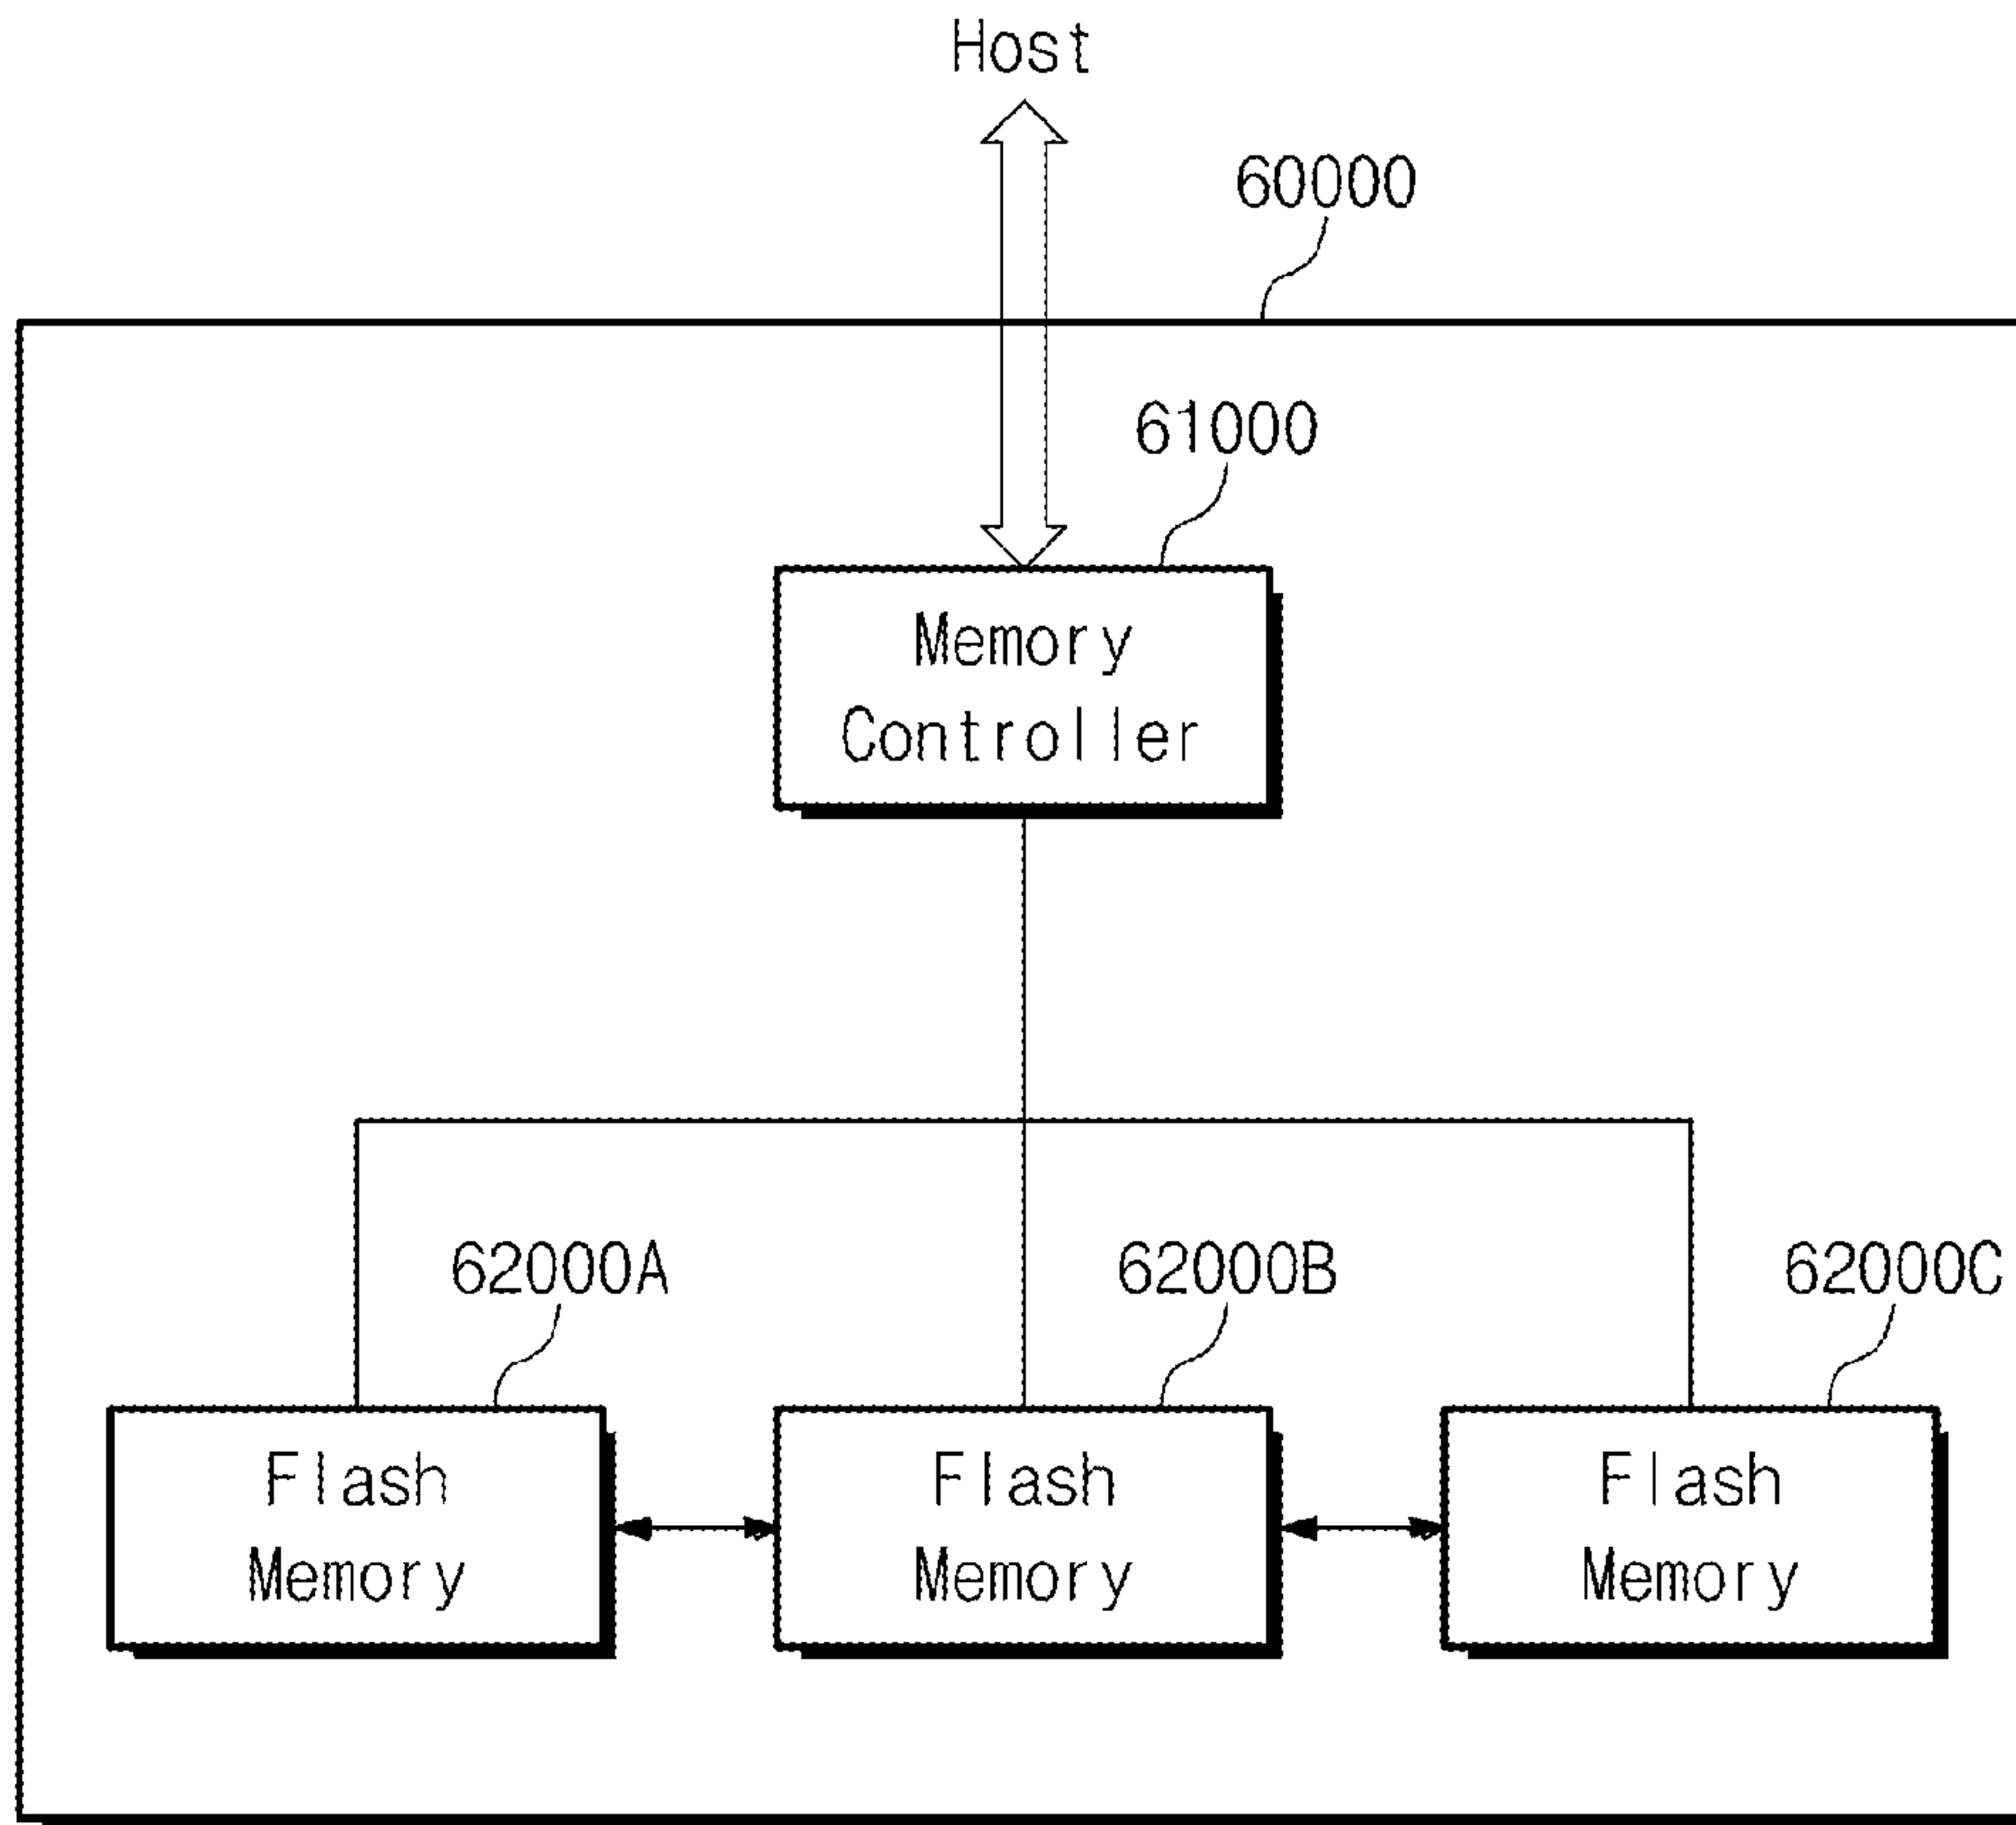 Host
60000
61000
Memory
Controller
62000A
62000B
62000C
Flash
Memory
Flash
Memory
Flash
Memory